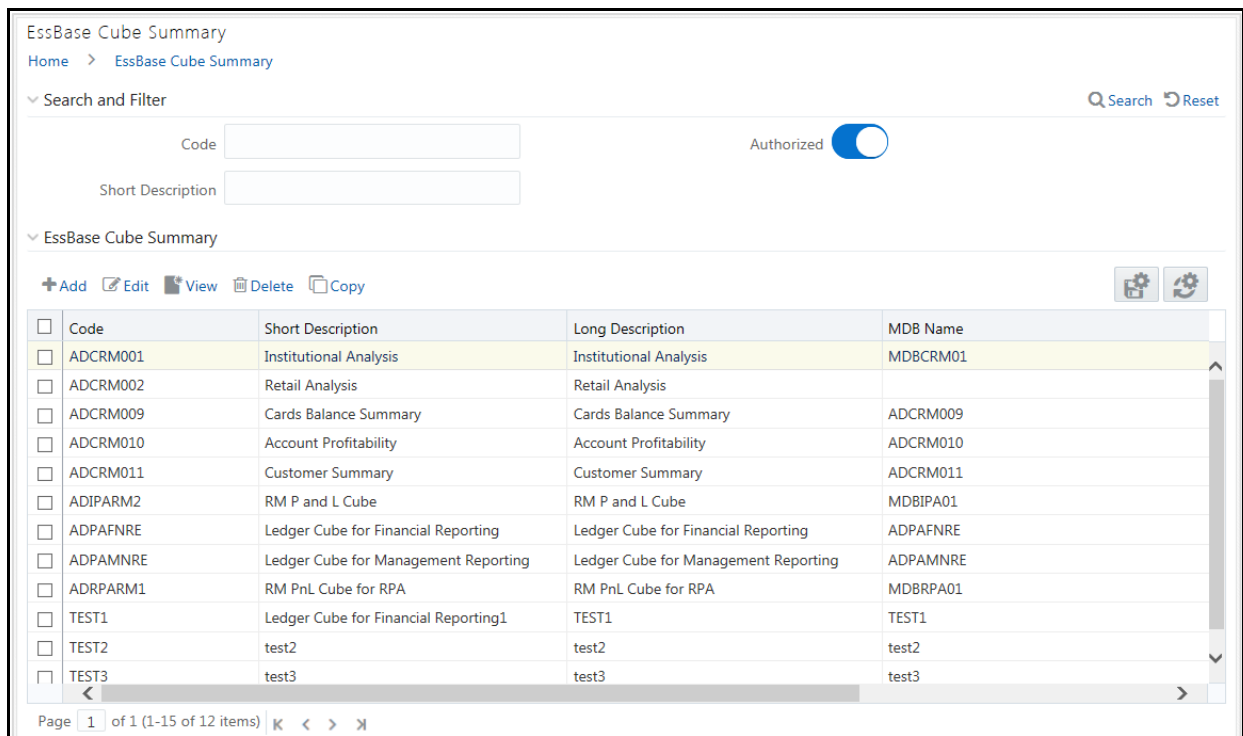 EssBase Cube Summary
Home > EssBase Cube Summary
Search and Filter Search Reset
Code Authorized
Short Description
EssBase Cube Summary
Add Edit View Delete Copy
Code Short Description Long Description MDB Name
ADCRM001 Institutional Analysis Institutional Analysis MDBCRM01
ADCRM002 Retail Analysis Retail Analysis
ADCRM009 Cards Balance Summary Cards Balance Summary ADCRM009
ADCRM010 Account Profitability Account Profitability ADCRM010
ADCRM011 Customer Summary Customer Summary ADCRM011
ADIPARM2 RM P and L Cube RM P and L Cube MDBIPA01
ADPAFNRE Ledger Cube for Financial Reporting Ledger Cube for Financial Reporting ADPAFNRE
ADPAMNRE Ledger Cube for Management Reporting Ledger Cube for Management Reporting ADPAMNRE
ADRPARM1 RM PnL Cube for RPA RM PnL Cube for RPA MDBRPA01
TEST1 Ledger Cube for Financial Reporting1 TEST1 TEST1
TEST2 test2 test2 test2
TEST3 test3 test3 test3
Page 1 of 1 (1-15 of 12 items)